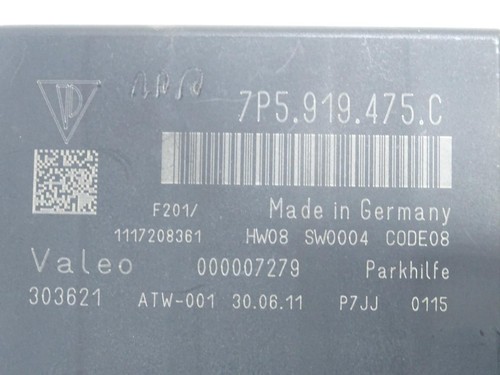 7P5.919.475.C
F201/ Made in Germany
1117208361 HW08 SW0004 CODE08
Valeo 000007279 Parkhilfe
303621 ATW-001 30.06.11 P7JJ 0115